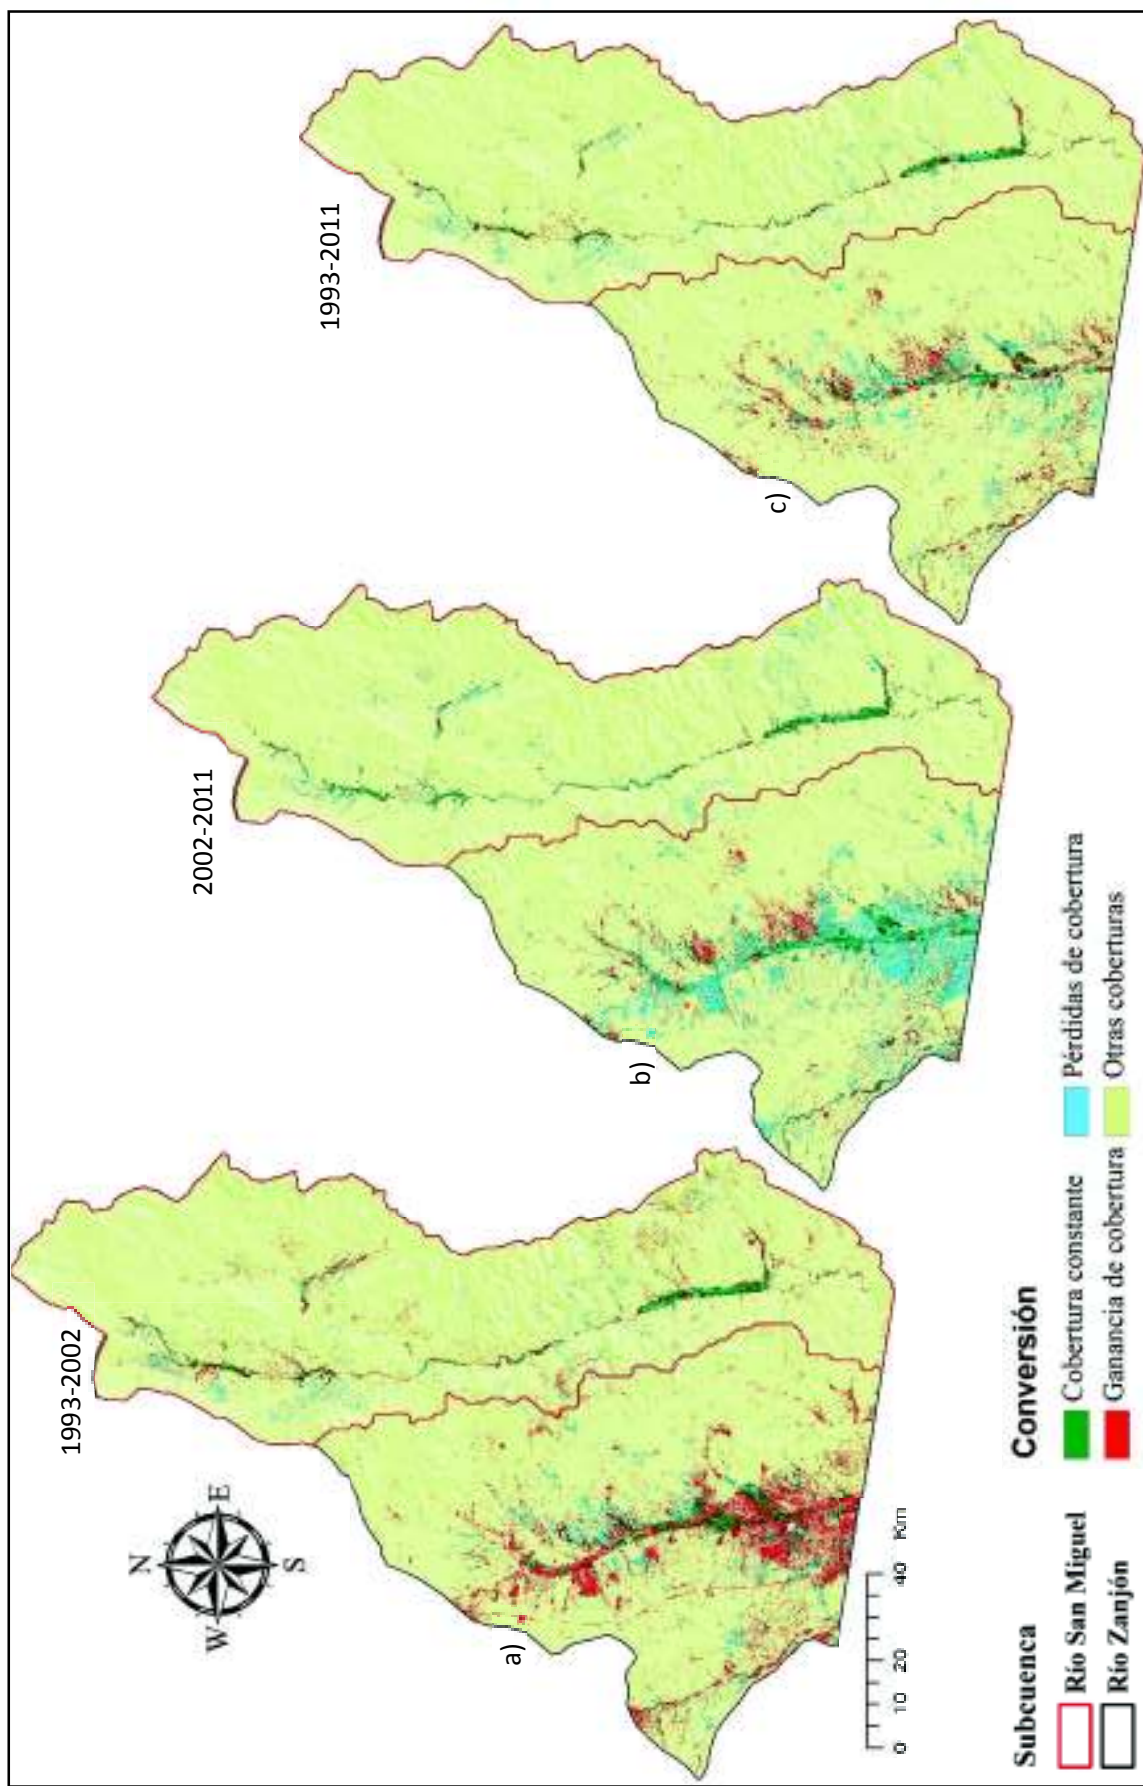 1993-2002
2002-2011
1993-2011
N
W
E
S
a)
b)
c)
0 10 20 40 Km
Subcuenca
Río San Miguel
Río Zanjón
Conversión
Cobertura constante
Pérdidas de cobertura
Ganancia de cobertura
Otras coberturas